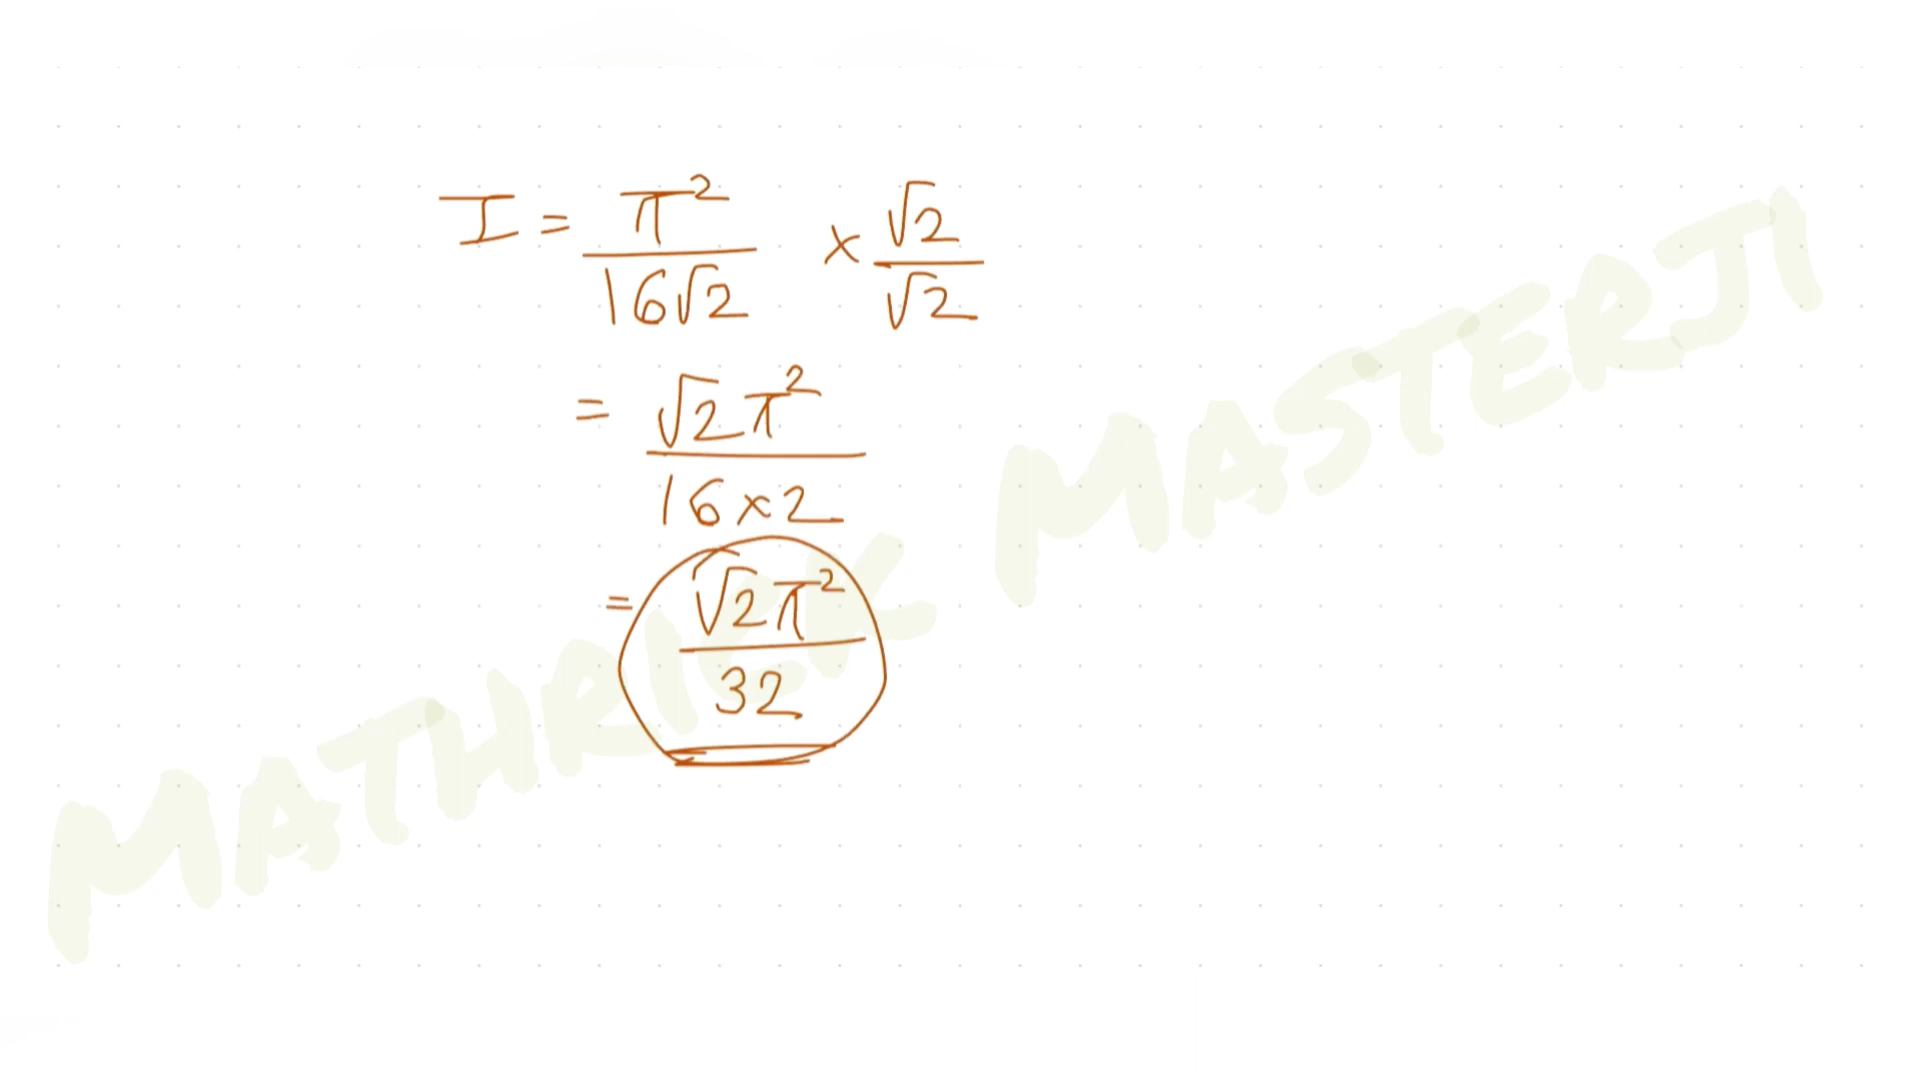 I = π²/16√2 × √2/√2
= √2π²/16×2
= √2π²/32
MATHRICK MASTERJI